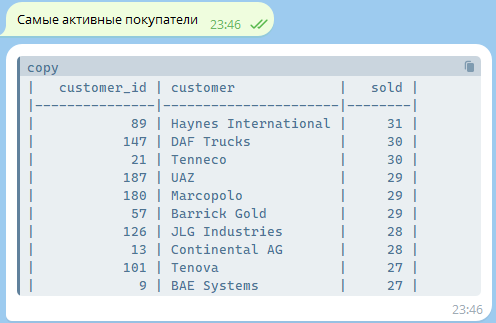 Самые активные покупатели
23:46
copy
|   customer_id | customer            |   sold |
|---------------|---------------------|--------|
|            89 | Haynes International |     31 |
|           147 | DAF Trucks          |     30 |
|            21 | Tenneco             |     30 |
|           187 | UAZ                 |     29 |
|           180 | Marcopolo           |     29 |
|            57 | Barrick Gold        |     29 |
|           126 | JLG Industries      |     28 |
|            13 | Continental AG      |     28 |
|           101 | Tenova              |     27 |
|             9 | BAE Systems         |     27 |
23:46